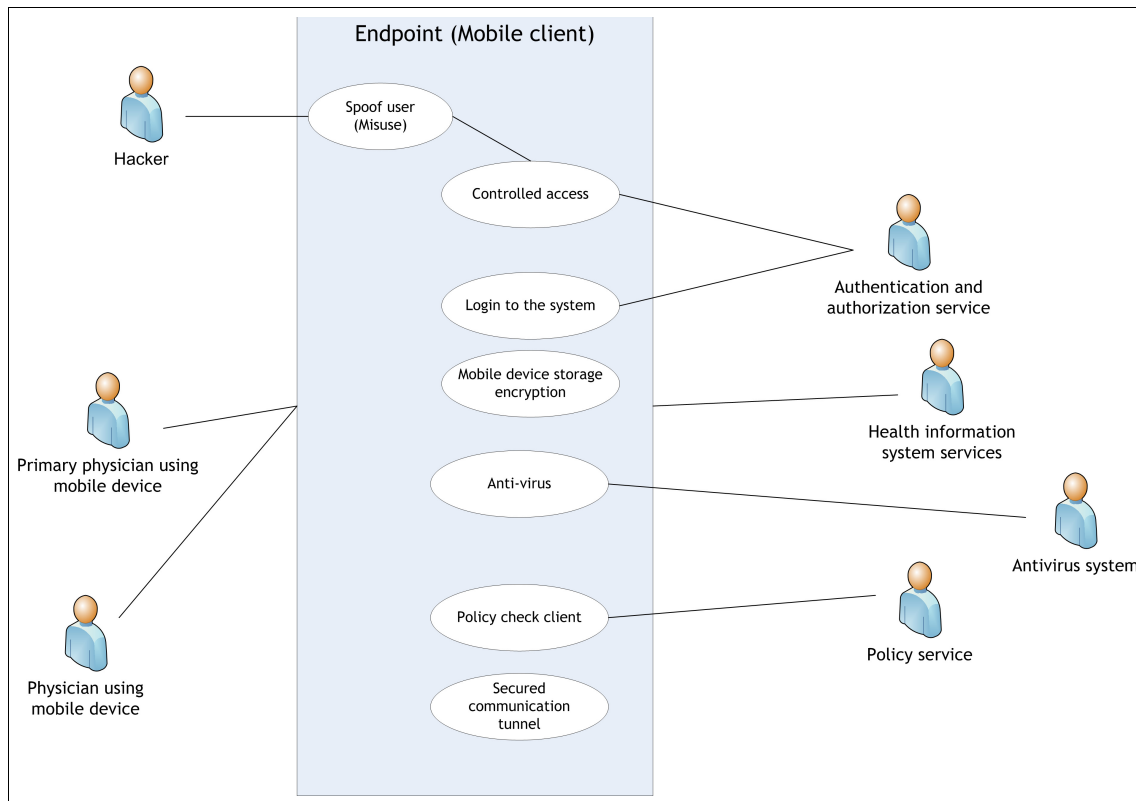 Endpoint (Mobile client)
Spoof user
(Misuse)
Hacker
Controlled access
Authentication and
authorization service
Login to the system
Mobile device storage
encryption
Health information
system services
Primary physician using
mobile device
Anti-virus
Antivirus system
Policy check client
Policy service
Physician using
mobile device
Secured
communication
tunnel